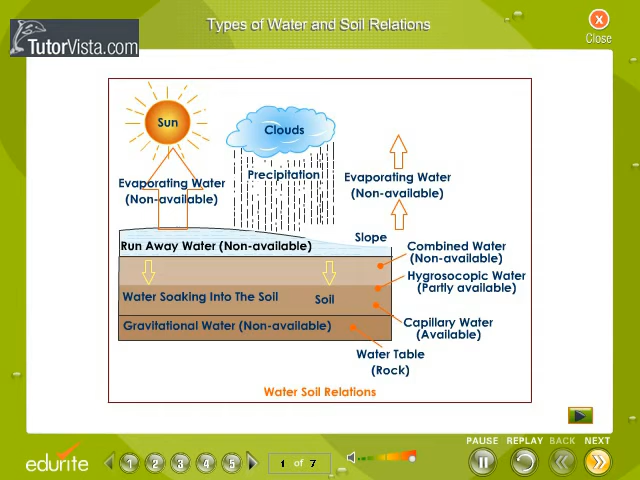 Types of Water and Soil Relations
X
Close
TutorVista.com
Sun
Clouds
Precipitation
Evaporating Water
(Non-available)
Evaporating Water
(Non-available)
Slope
Run Away Water (Non-available)
Combined Water
(Non-available)
Hygrosocopic Water
(Partly available)
Water Soaking Into The Soil
Soil
Capillary Water
(Available)
Gravitational Water (Non-available)
Water Table
(Rock)
Water Soil Relations
PAUSE REPLAY BACK NEXT
edurite
1 2 3 4 5
1 of 7